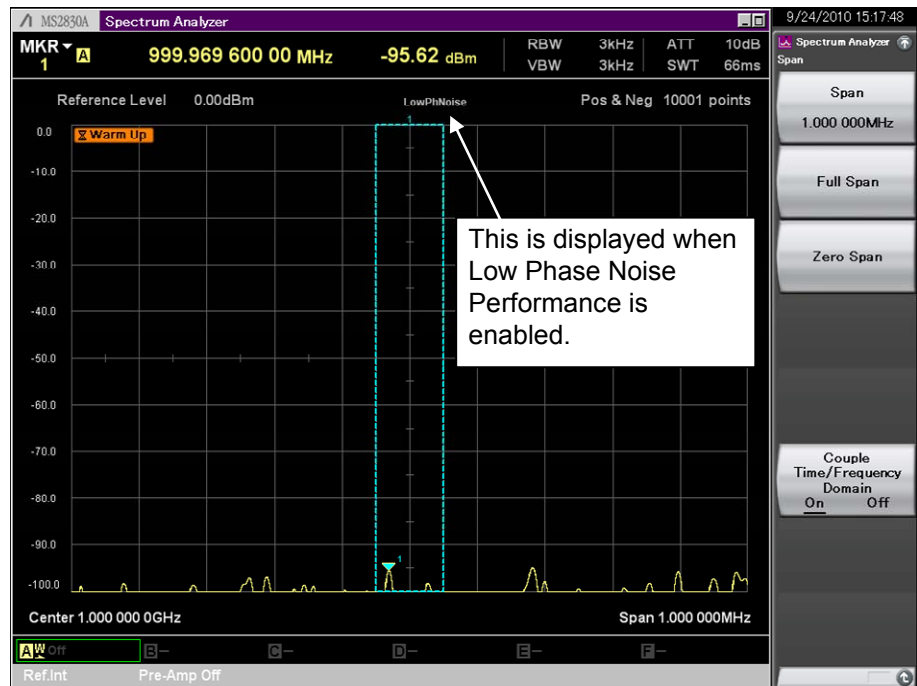 MS2830A Spectrum Analyzer
9/24/2010 15:17:48
MKR 1 A 999.969 600 00 MHz -95.62 dBm
RBW 3kHz ATT 10dB
VBW 3kHz SWT 66ms
Spectrum Analyzer
Span
Reference Level 0.00dBm LowPhNoise Pos & Neg 10001 points
Span
1.000 000MHz
Full Span
Zero Span
Couple
Time/Frequency
Domain
On Off
1
0.0
Warm Up
-10.0
-20.0
-30.0
-40.0
-50.0
-60.0
-70.0
-80.0
-90.0
-100.0
1
This is displayed when
Low Phase Noise
Performance is
enabled.
Center 1.000 000 0GHz Span 1.000 000MHz
A Off B- C- D- E- F-
Ref.Int Pre-Amp Off